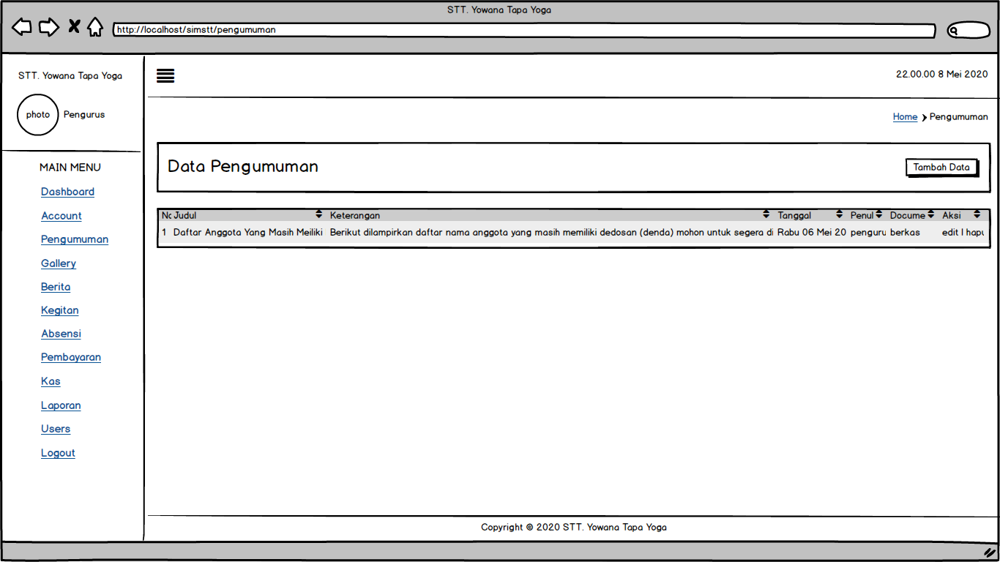 STT. Yowana Tapa Yoga
http://localhost/simstt/pengumuman
STT. Yowana Tapa Yoga
photo Pengurus
22.00.00 8 Mei 2020
Home Pengumuman
MAIN MENU
Dashboard
Account
Pengumuman
Gallery
Berita
Kegitan
Absensi
Pembayaran
Kas
Laporan
Users
Logout
Data Pengumuman
Tambah Data
Nc Judul Keterangan Tanggal Penul Docume Aksi
1 Daftar Anggota Yang Masih Meiliki Berikut dilampirkan daftar nama anggota yang masih memiliki dedosan (denda) mohon untuk segera di Rabu 06 Mei 20 penguru berkas edit | hapu
Copyright © 2020 STT. Yowana Tapa Yoga